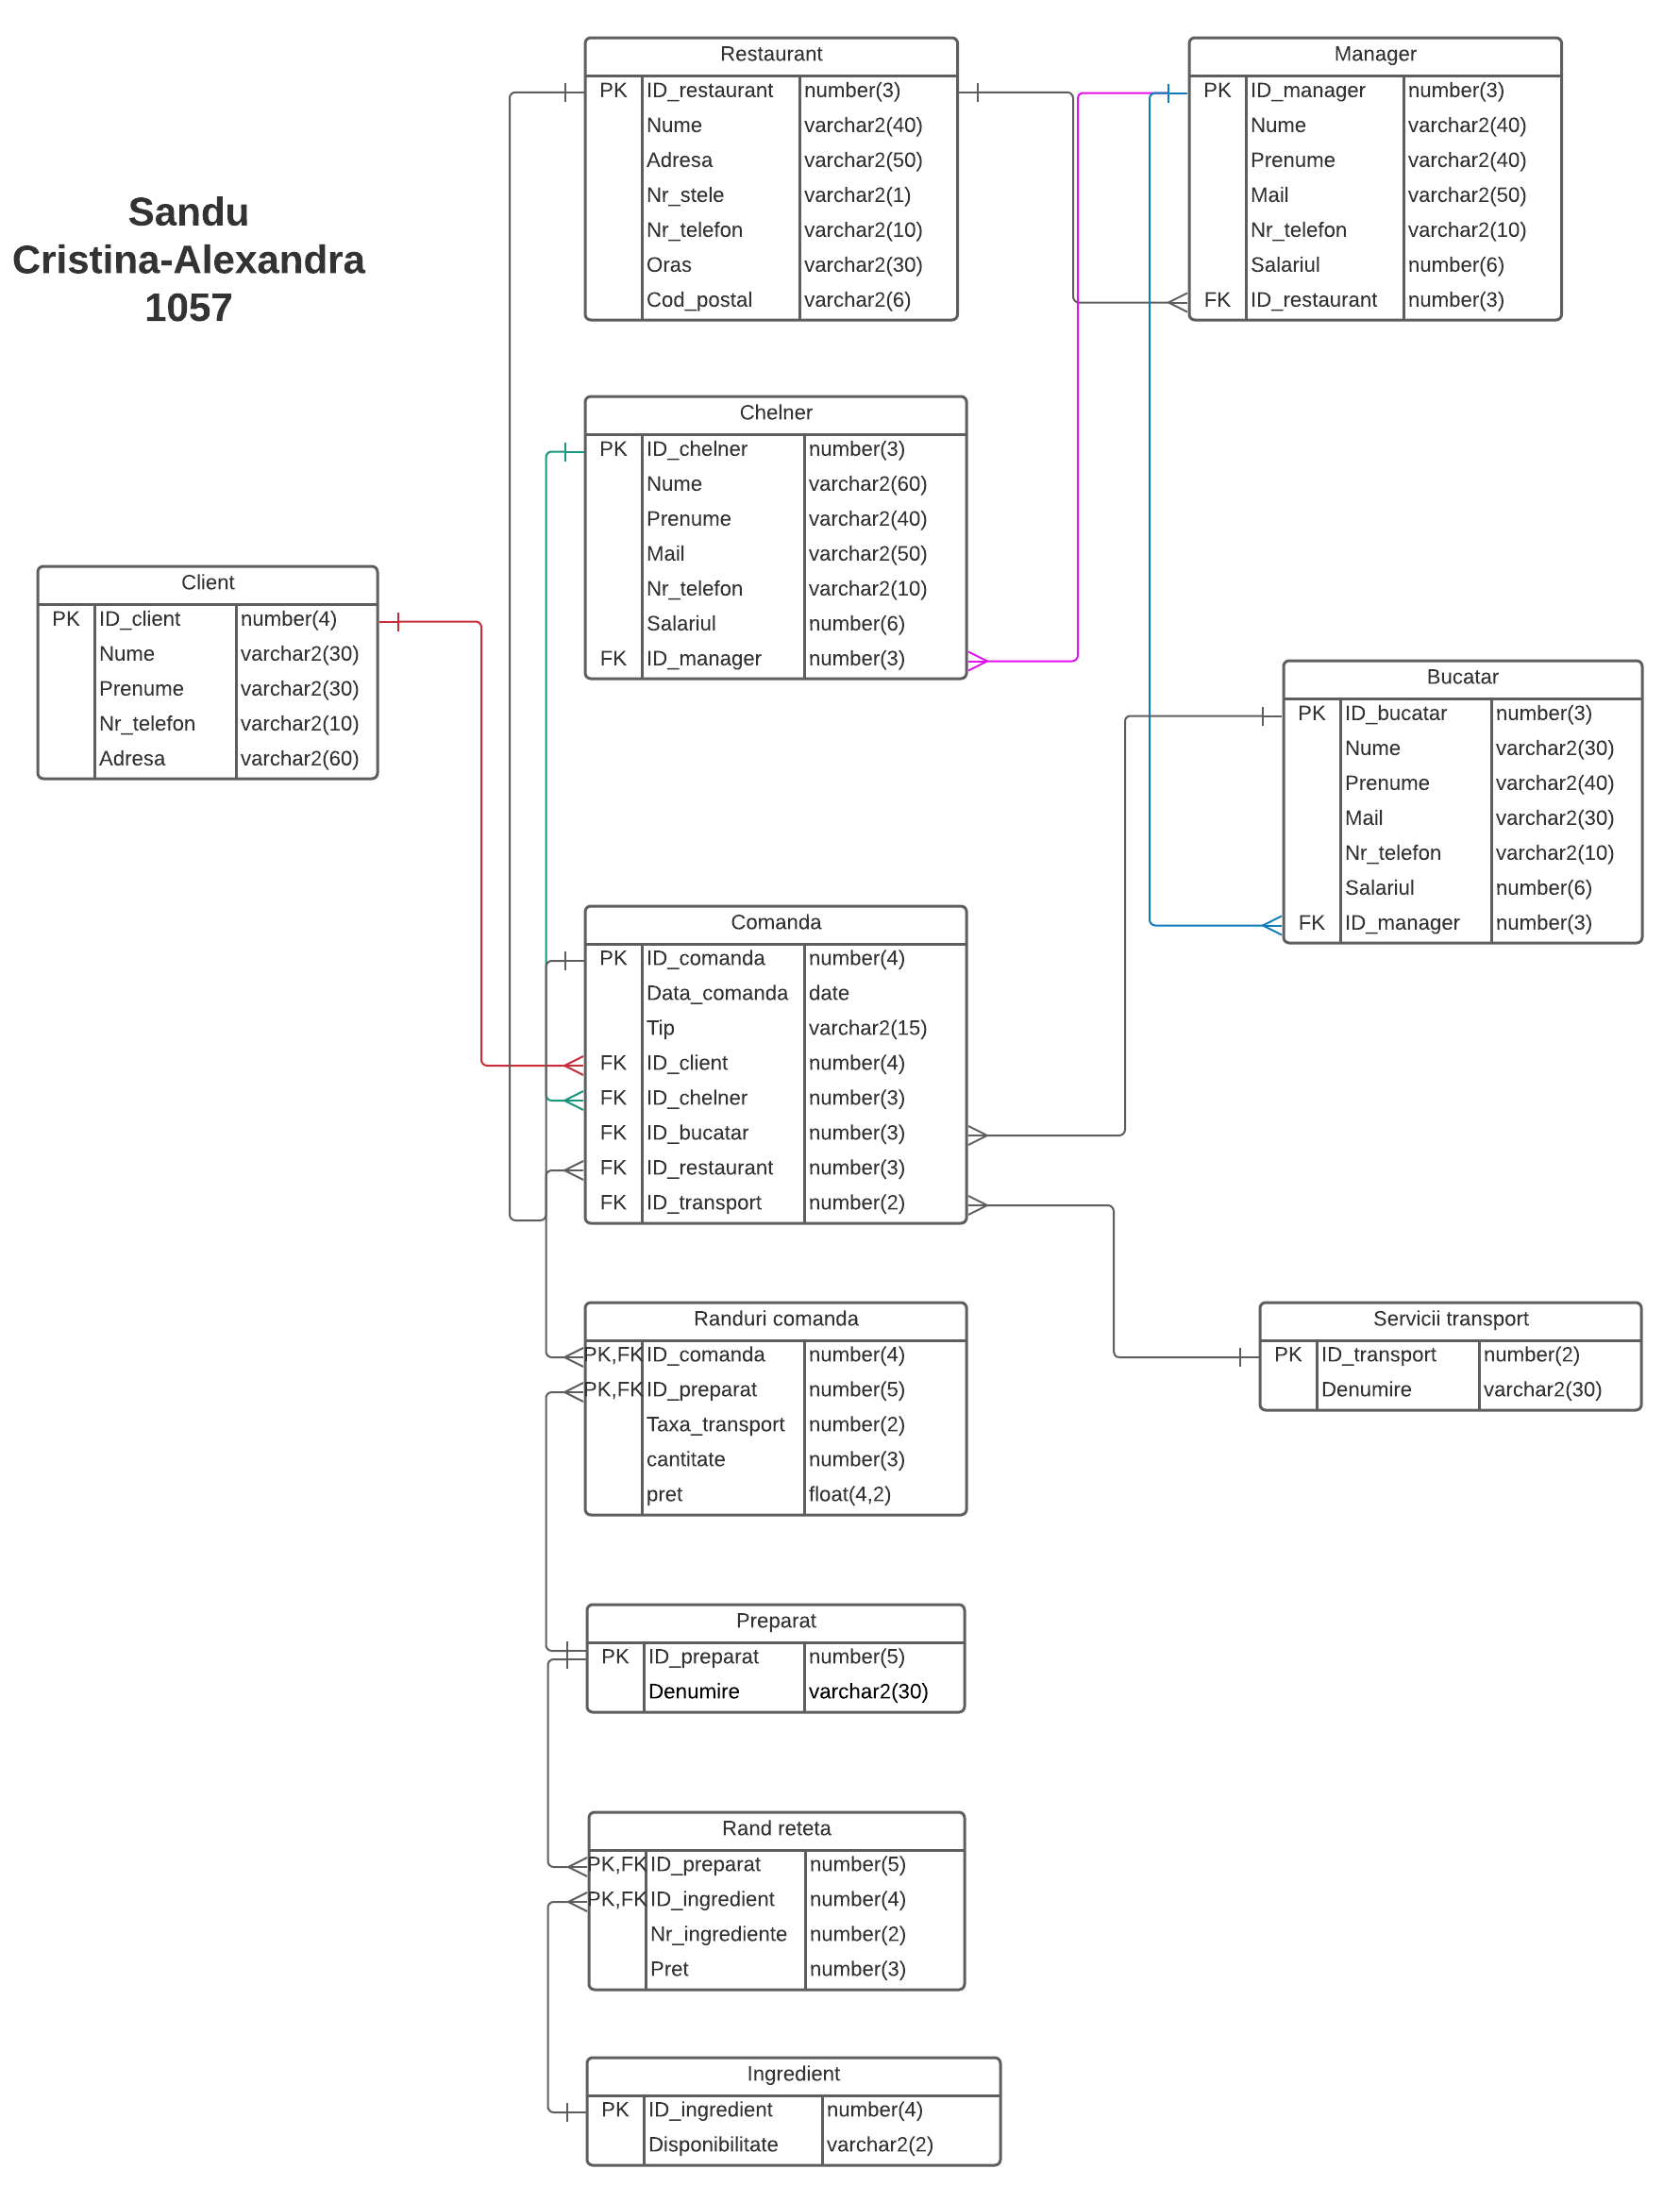 Sandu
Cristina-Alexandra
1057
Restaurant
PK ID_restaurant number(3)
Nume varchar2(40)
Adresa varchar2(50)
Nr_stele varchar2(1)
Nr_telefon varchar2(10)
Oras varchar2(30)
Cod_postal varchar2(6)
Manager
PK ID_manager number(3)
Nume varchar2(40)
Prenume varchar2(40)
Mail varchar2(50)
Nr_telefon varchar2(10)
Salariul number(6)
FK ID_restaurant number(3)
Chelner
PK ID_chelner number(3)
Nume varchar2(60)
Prenume varchar2(40)
Mail varchar2(50)
Nr_telefon varchar2(10)
Salariul number(6)
FK ID_manager number(3)
Client
PK ID_client number(4)
Nume varchar2(30)
Prenume varchar2(30)
Nr_telefon varchar2(10)
Adresa varchar2(60)
Bucatar
PK ID_bucatar number(3)
Nume varchar2(30)
Prenume varchar2(40)
Mail varchar2(30)
Nr_telefon varchar2(10)
Salariul number(6)
FK ID_manager number(3)
Comanda
PK ID_comanda number(4)
Data_comanda date
Tip varchar2(15)
FK ID_client number(4)
FK ID_chelner number(3)
FK ID_bucatar number(3)
FK ID_restaurant number(3)
FK ID_transport number(2)
Randuri comanda
PK,FK ID_comanda number(4)
PK,FK ID_preparat number(5)
Taxa_transport number(2)
cantitate number(3)
pret float(4,2)
Servicii transport
PK ID_transport number(2)
Denumire varchar2(30)
Preparat
PK ID_preparat number(5)
Denumire varchar2(30)
Rand reteta
PK,FK ID_preparat number(5)
PK,FK ID_ingredient number(4)
Nr_ingrediente number(2)
Pret number(3)
Ingredient
PK ID_ingredient number(4)
Disponibilitate varchar2(2)